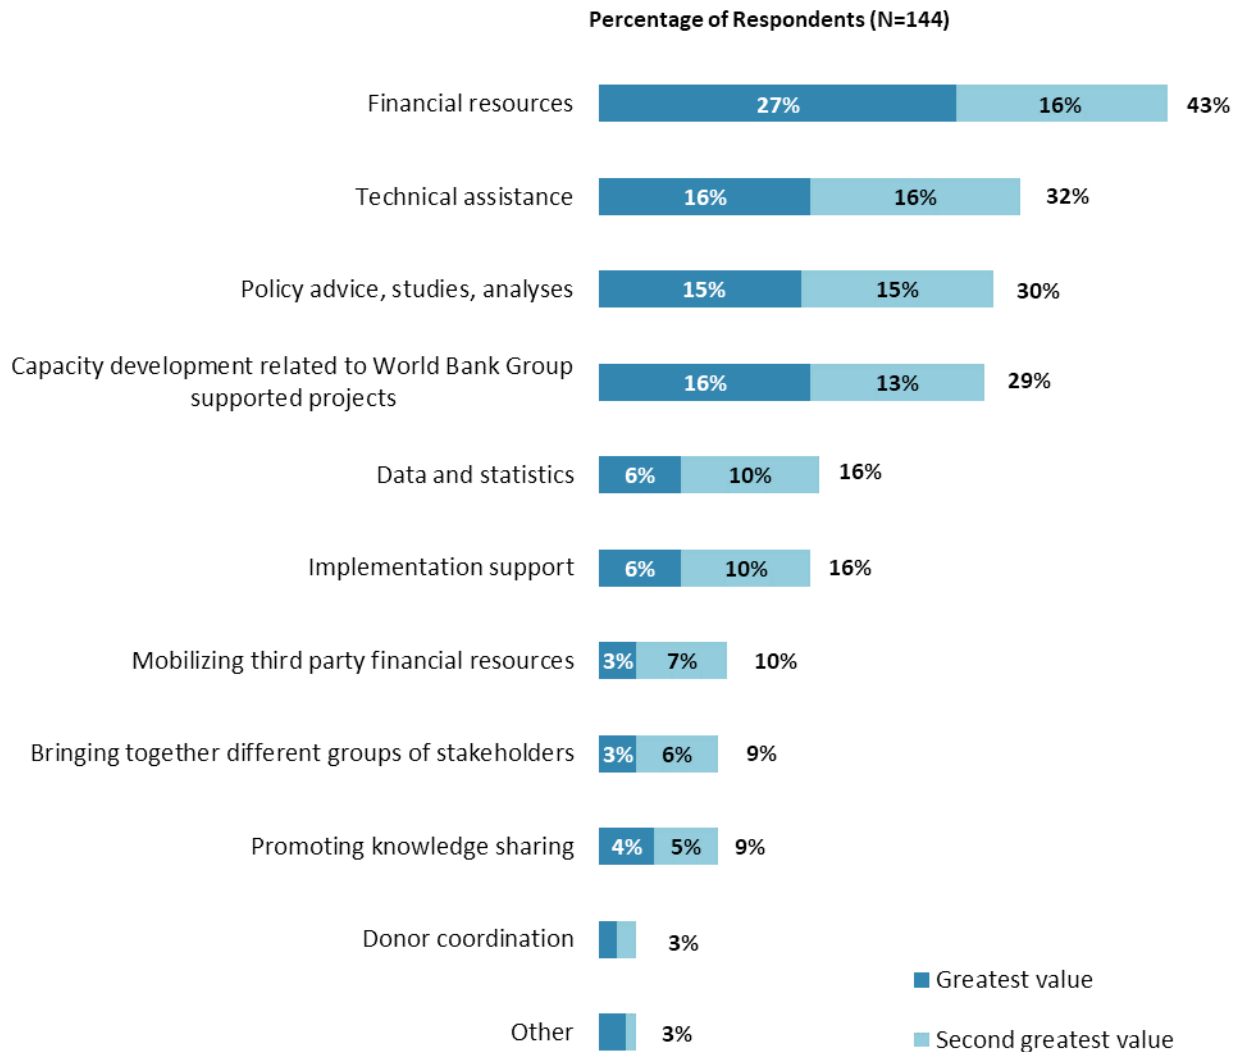 Percentage of Respondents (N=144)
Financial resources 27% 16% 43%
Technical assistance 16% 16% 32%
Policy advice, studies, analyses 15% 15% 30%
Capacity development related to World Bank Group
supported projects 16% 13% 29%
Data and statistics 6% 10% 16%
Implementation support 6% 10% 16%
Mobilizing third party financial resources 3% 7% 10%
Bringing together different groups of stakeholders 3% 6% 9%
Promoting knowledge sharing 4% 5% 9%
Donor coordination 3%
Other 3%
Greatest value
Second greatest value